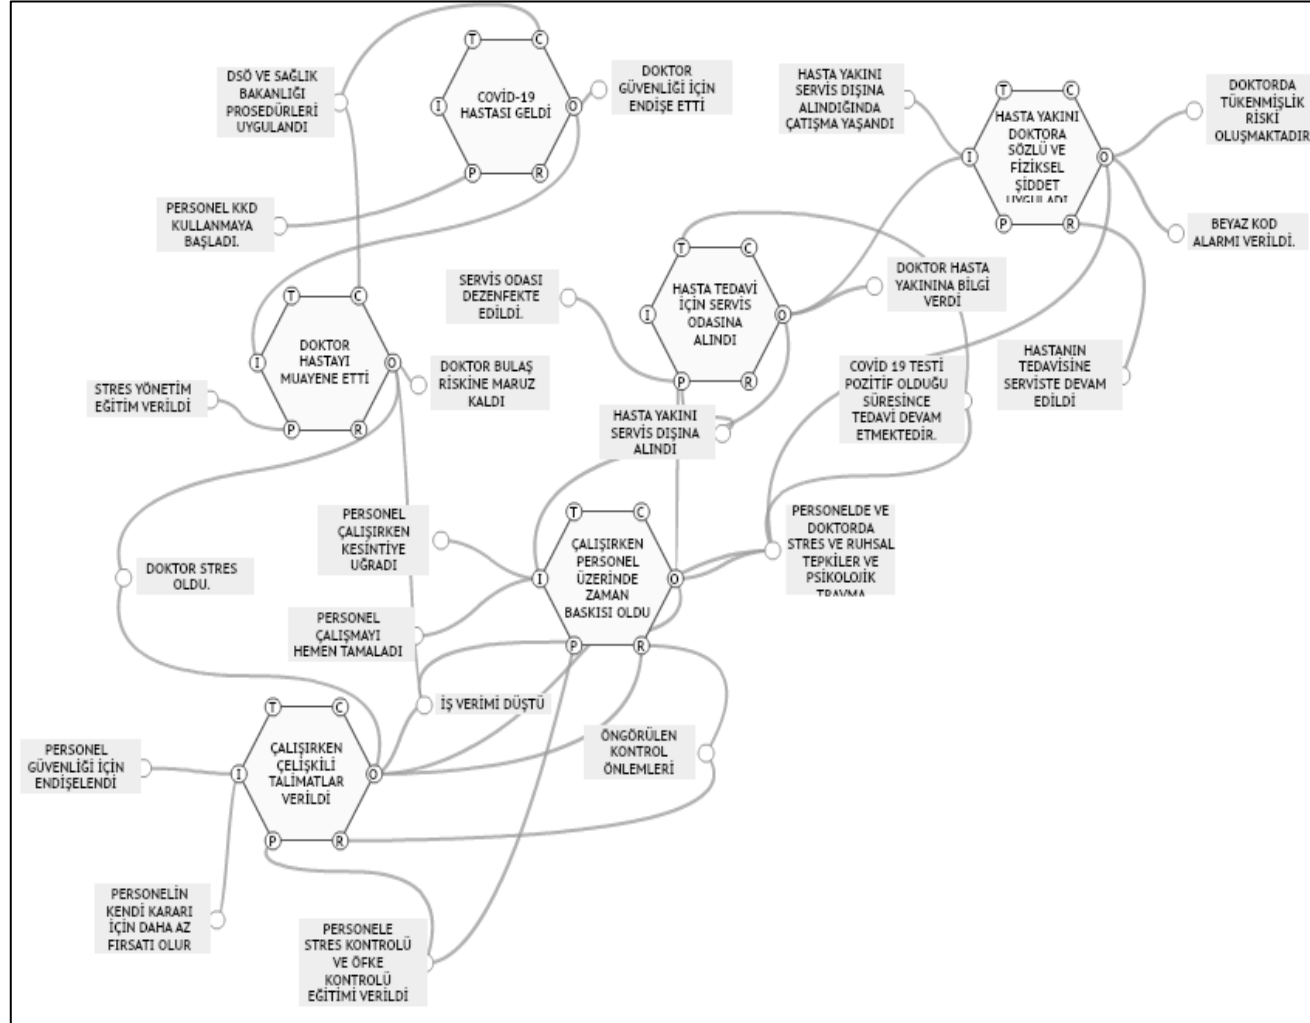 DSÖ VE SAĞLIK
BAKANLIĞI
PROSEDÜRLERİ
UYGULANDI
T
C
I
O
P
R
COVİD-19
HASTASI GELDİ
DOKTOR
GÜVENLİĞİ İÇİN
ENDİŞE ETTİ
HASTA YAKINI
SERVİS DIŞINA
ALINDIĞINDA
ÇATIŞMA YAŞANDI
T
C
I
O
P
R
HASTA YAKINI
DOKTORA
SÖZLÜ VE
FİZİKSEL
ŞİDDET
UYGULADI
DOKTORDA
TÜKENMİŞLİK
RİSKİ
OLUŞMAKTADIR
PERSONEL KKD
KULLANMAYA
BAŞLADI.
BEYAZ KOD
ALARMI VERİLDİ.
SERVİS ODASI
DEZENFEKTE
EDİLDİ.
T
C
I
O
P
R
HASTA TEDAVİ
İÇİN SERVİS
ODASINA
ALINDI
DOKTOR HASTA
YAKININA BİLGİ
VERDİ
T
C
I
O
P
R
DOKTOR
HASTAYI
MUAYENE ETTİ
DOKTOR BULAŞ
RİSKİNE MARUZ
KALDI
STRES YÖNETİM
EĞİTİM VERİLDİ
COVİD 19 TESTİ
POZİTİF OLDUĞU
SÜRESİNCE
TEDAVİ DEVAM
ETMEKTEDİR.
HASTANIN
TEDAVİSİNE
SERVİSTE DEVAM
EDİLDİ
HASTA YAKINI
SERVİS DIŞINA
ALINDI
PERSONEL
ÇALIŞIRKEN
KESİNTİYE
UĞRADI
T
C
I
O
P
R
ÇALIŞIRKEN
PERSONEL
ÜZERİNDE
ZAMAN
BASKISI OLDU
PERSONELDE VE
DOKTORDA
STRES VE RUHSAL
TEPKİLER VE
PSİKOLOJİK
TRAVMA
DOKTOR STRES
OLDU.
PERSONEL
ÇALIŞMAYI
HEMEN TAMALADI
İŞ VERİMİ DÜŞTÜ
T
C
I
O
P
R
ÇALIŞIRKEN
ÇELİŞKİLİ
TALİMATLAR
VERİLDİ
ÖNGÖRÜLEN
KONTROL
ÖNLEMLERİ
PERSONEL
GÜVENLİĞİ İÇİN
ENDİŞELENDİ
PERSONELİN
KENDİ KARARI
İÇİN DAHA AZ
FIRSATI OLUR
PERSONELE
STRES KONTROLÜ
VE ÖFKE
KONTROLÜ
EĞİTİMİ VERİLDİ